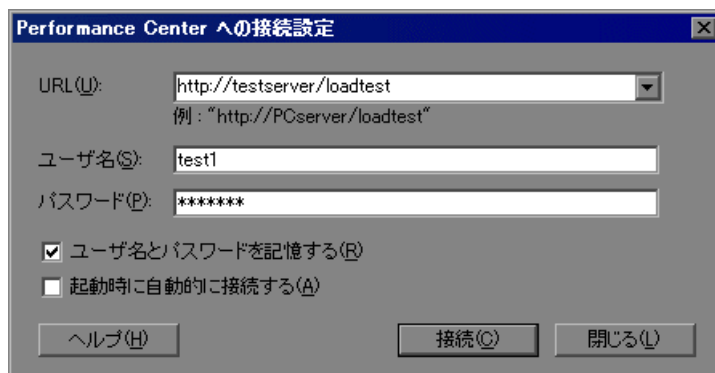 Performance Center への接続設定
URL(U): http://testserver/loadtest
例 : "http://PCserver/loadtest"
ユーザ名(S): test1
パスワード(P): *******
ユーザ名とパスワードを記憶する(R)
起動時に自動的に接続する(A)
ヘルプ(H) 接続(C) 閉じる(L)